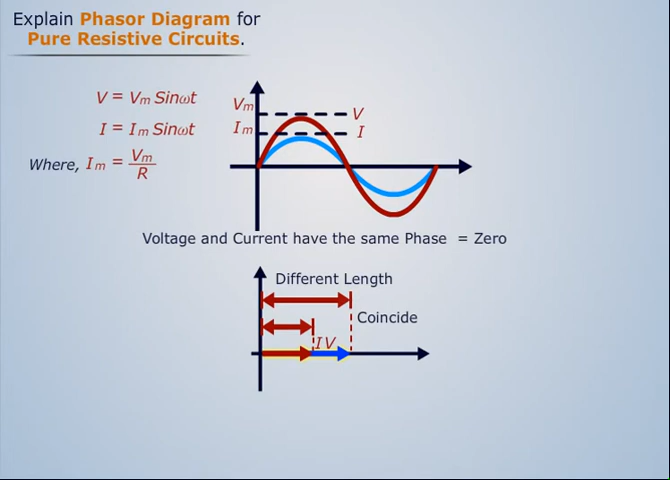 Explain Phasor Diagram for
Pure Resistive Circuits.
V = Vm Sinωt
I = Im Sinωt
Where, Im = Vm/R
Vm
V
Im
I
Voltage and Current have the same Phase = Zero
Different Length
Coincide
I V